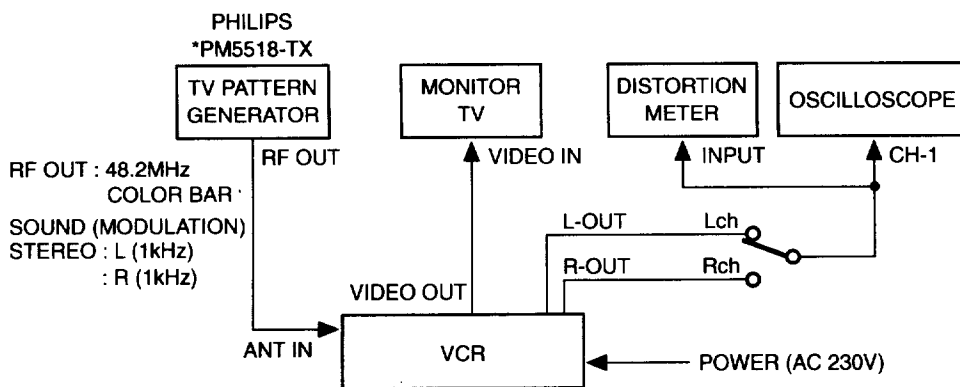 PHILIPS
*PM5518-TX
TV PATTERN
GENERATOR
MONITOR
TV
DISTORTION
METER
OSCILLOSCOPE
RF OUT
VIDEO IN
INPUT
CH-1
RF OUT : 48.2MHz
COLOR BAR
SOUND (MODULATION)
STEREO : L (1kHz)
: R (1kHz)
L-OUT
Lch
R-OUT
Rch
VIDEO OUT
ANT IN
VCR
POWER (AC 230V)